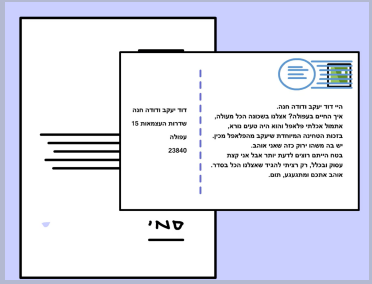 היי דוד יעקב ודודה חנה.
איך החיים בעפולה? אצלנו בשכונה הכל מעולה,
אתמול אכלתי פלאפל והוא היה טעים נורא,
בזכות הטחינה המיוחדת שיעקב מהפלאפל מכין.
יש בה משהו ירוק כזה שאני אוהב.
בטח הייתם רוצים לדעת יותר אבל אני קצת
עסוק ובכלל, רק רציתי להגיד שאצלנו הכל בסדר.
אוהב אתכם ומתגעגע, תום.
דוד יעקב ודודה חנה
שדרות העצמאות 15
עפולה
23840